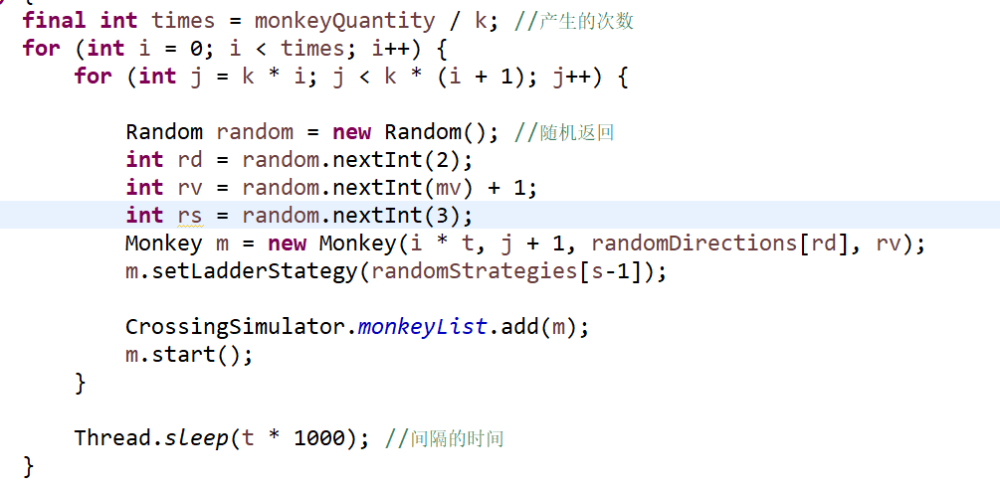 {
final int times = monkeyQuantity / k; //产生的次数
for (int i = 0; i < times; i++) {
for (int j = k * i; j < k * (i + 1); j++) {
Random random = new Random(); //随机返回
int rd = random.nextInt(2);
int rv = random.nextInt(mv) + 1;
int rs = random.nextInt(3);
Monkey m = new Monkey(i * t, j + 1, randomDirections[rd], rv);
m.setLadderStategy(randomStrategies[s-1]);
CrossingSimulator.monkeyList.add(m);
m.start();
}
Thread.sleep(t * 1000); //间隔的时间
}